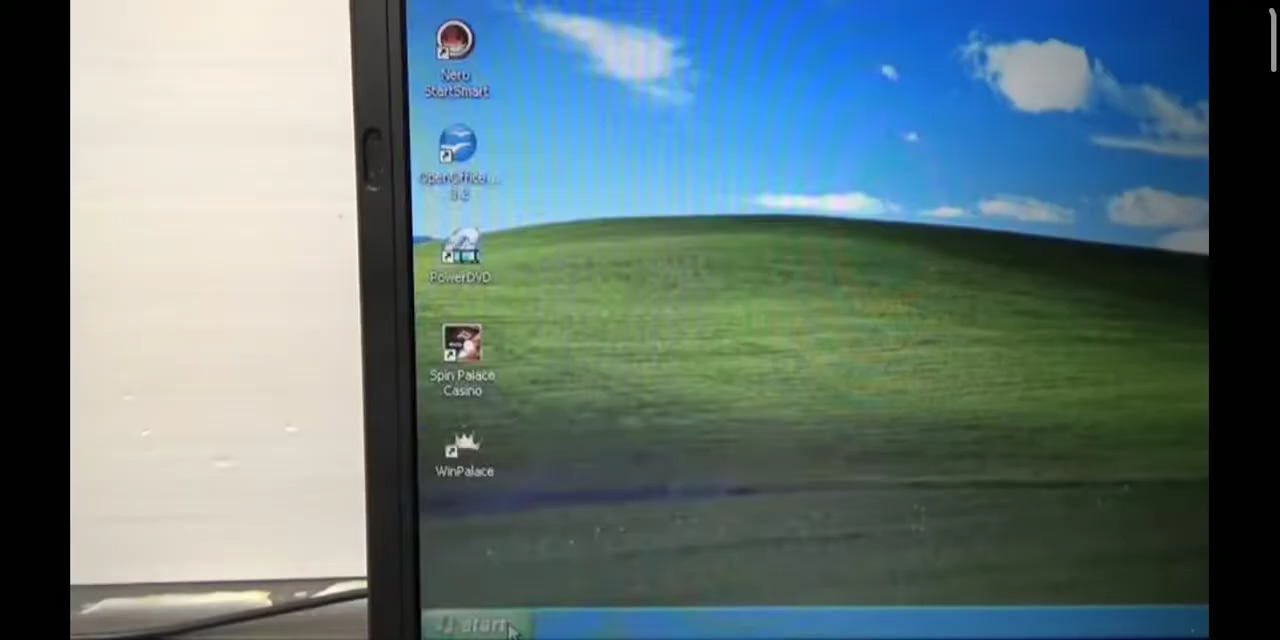 Nero
StartSmart
OpenOffice....
3.2
PowerDVD
Spin Palace
Casino
WinPalace
start